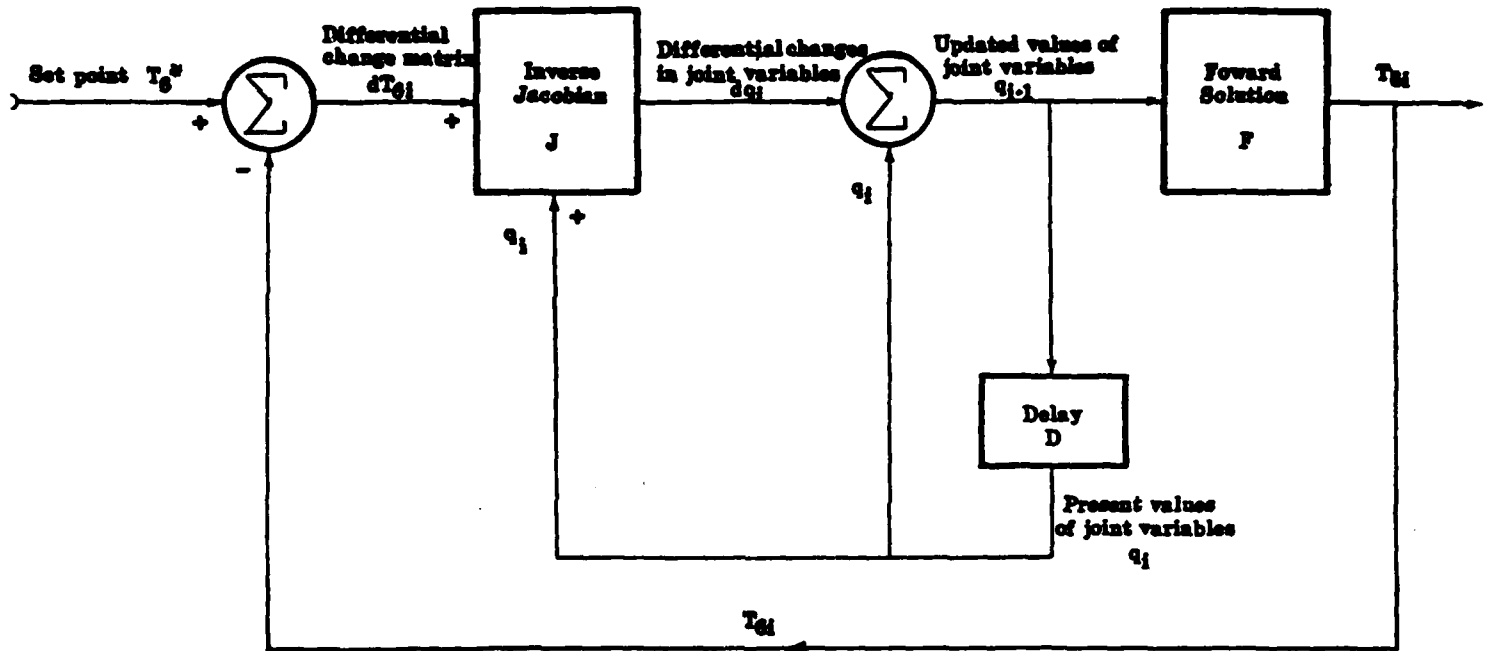 Set point T6*
+
-
Σ
Differential
change matrix
dT6i
+
Inverse
Jacobian
J
qi
+
Differential changes
in joint variables
dqi
Σ
qi
Updated values of
joint variables
qi.1
Foward
Solution
F
T6i
Delay
D
Present values
of joint variables
qi
T6i